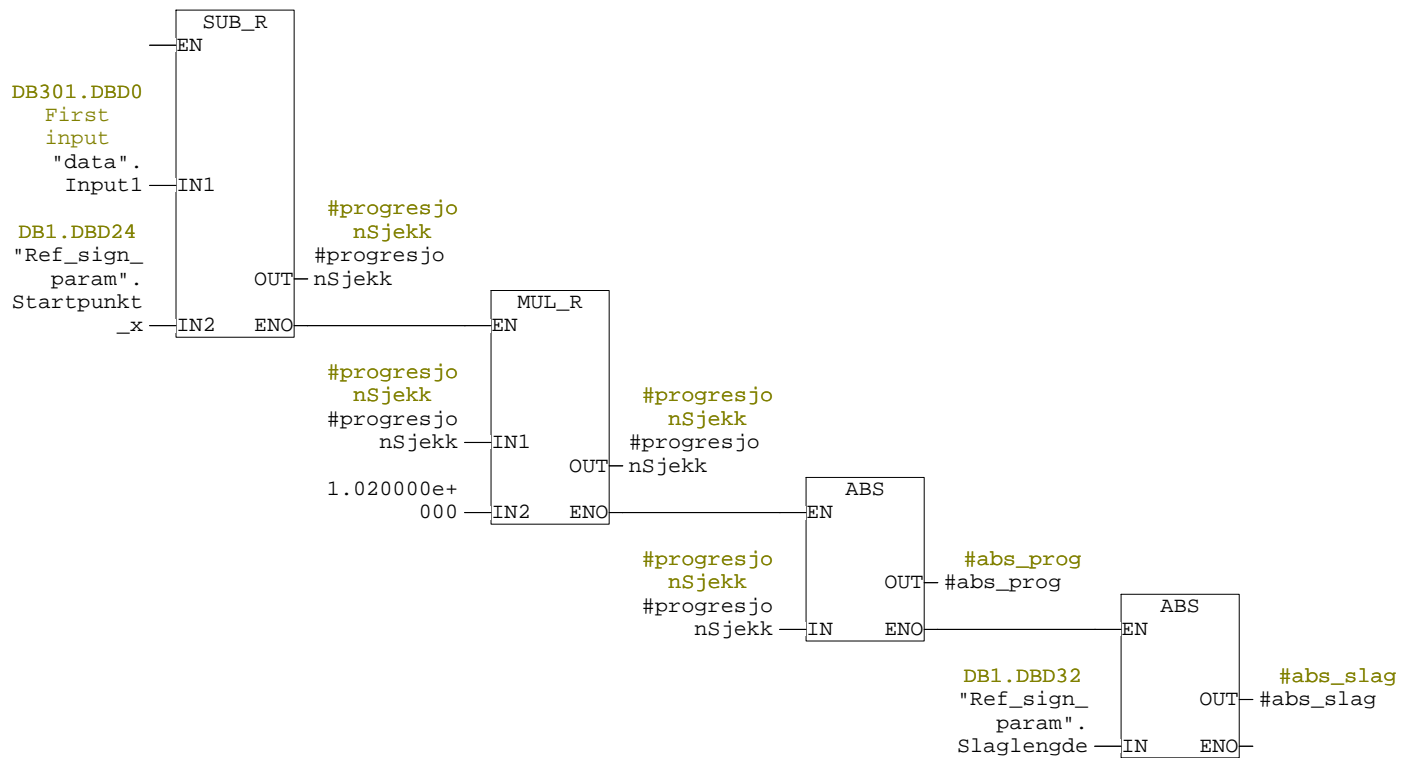 SUB_R
EN
DB301.DBD0
First
input
"data".
Input1
IN1
DB1.DBD24
"Ref_sign_
param".
Startpunkt
_x
IN2
ENO
OUT
#progresjo
nSjekk
#progresjo
nSjekk
MUL_R
EN
#progresjo
nSjekk
#progresjo
nSjekk
IN1
1.020000e+
000
IN2
ENO
OUT
#progresjo
nSjekk
#progresjo
nSjekk
ABS
EN
#progresjo
nSjekk
#progresjo
nSjekk
IN
ENO
OUT
#abs_prog
#abs_prog
ABS
EN
DB1.DBD32
"Ref_sign_
param".
Slaglengde
IN
ENO
OUT
#abs_slag
#abs_slag